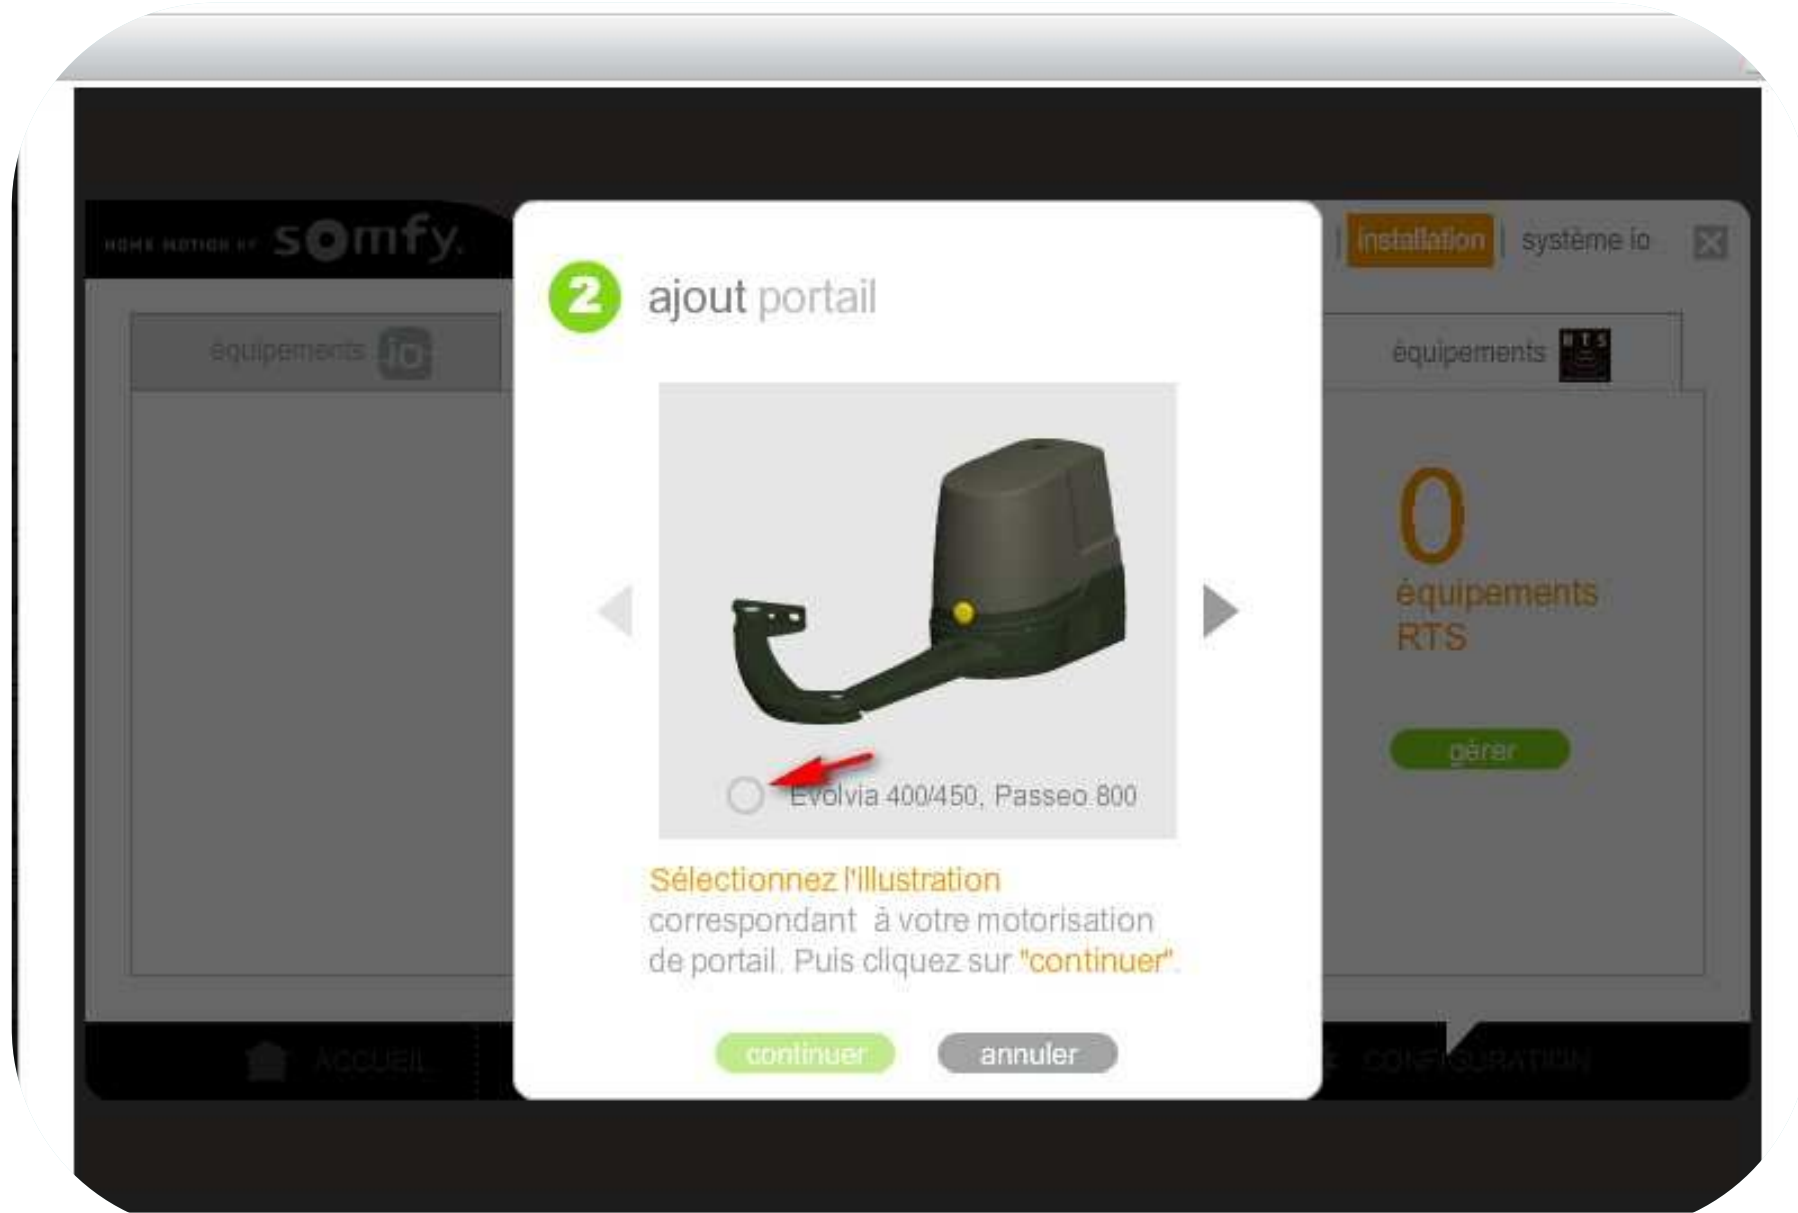 HOME MOTION BY somfy.
installation | système io
2 ajout portail
équipements io
équipements RTS
0
équipements
RTS
gérer
Evolvia 400/450, Passeo 800
Sélectionnez l'illustration
correspondant à votre motorisation
de portail. Puis cliquez sur "continuer".
continuer
annuler
ACCUEIL
CONFIGURATION